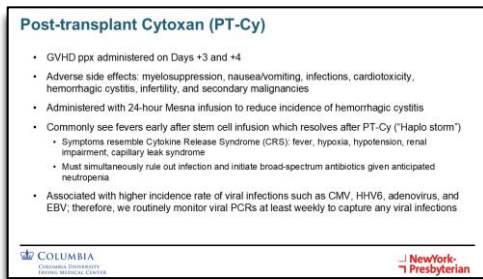 Post-transplant Cytoxan (PT-Cy)
• GVHD ppx administered on Days +3 and +4
• Adverse side effects: myelosuppression, nausea/vomiting, infections, cardiotoxicity,
hemorrhagic cystitis, infertility, and secondary malignancies
• Administered with 24-hour Mesna infusion to reduce incidence of hemorrhagic cystitis
• Commonly see fevers early after stem cell infusion which resolves after PT-Cy ("Haplo storm")
• Symptoms resemble Cytokine Release Syndrome (CRS): fever, hypoxia, hypotension, renal
impairment, capillary leak syndrome
• Must simultaneously rule out infection and initiate broad-spectrum antibiotics given anticipated
neutropenia
• Associated with higher incidence rate of viral infections such as CMV, HHV6, adenovirus, and
EBV; therefore, we routinely monitor viral PCRs at least weekly to capture any viral infections
COLUMBIA
COLUMBIA UNIVERSITY
IRVING MEDICAL CENTER
NewYork-
Presbyterian